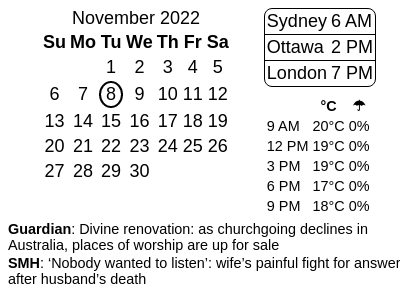 November 2022
Su Mo Tu We Th Fr Sa
1 2 3 4 5
6 7 8 9 10 11 12
13 14 15 16 17 18 19
20 21 22 23 24 25 26
27 28 29 30
Sydney 6 AM
Ottawa 2 PM
London 7 PM
°C ☂
9 AM 20°C 0%
12 PM 19°C 0%
3 PM 19°C 0%
6 PM 17°C 0%
9 PM 18°C 0%
Guardian: Divine renovation: as churchgoing declines in
Australia, places of worship are up for sale
SMH: ‘Nobody wanted to listen’: wife’s painful fight for answer
after husband’s death